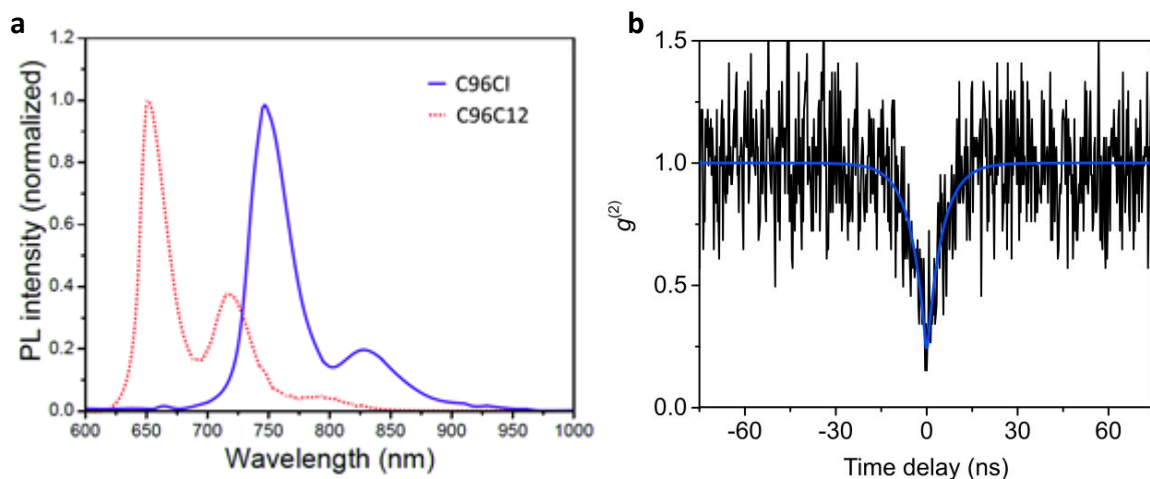 a
1.2
1.0
0.8
0.6
0.4
0.2
0.0
600 650 700 750 800 850 900 950 1000
PL intensity (normalized)
Wavelength (nm)
C96Cl
C96C12
b
1.5
1.0
0.5
0.0
-60 -30 0 30 60
g(2)
Time delay (ns)